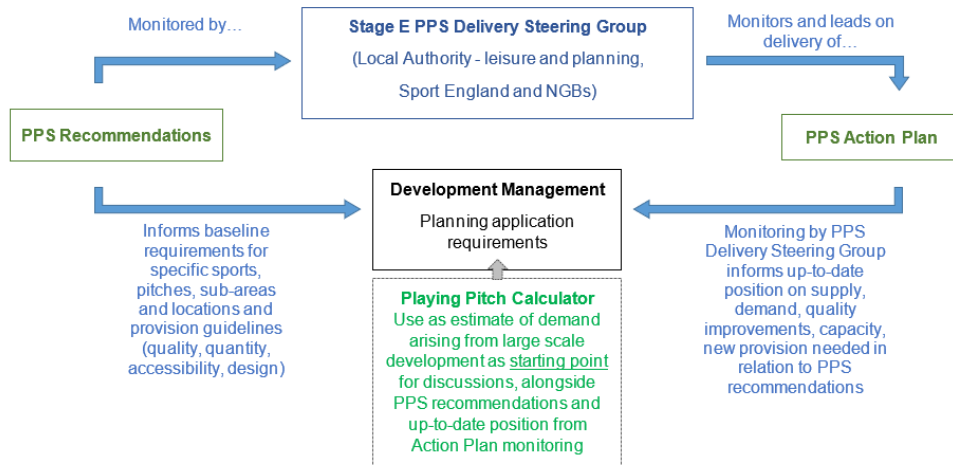 Monitored by…
Stage E PPS Delivery Steering Group
(Local Authority - leisure and planning,
Sport England and NGBs)
Monitors and leads on
delivery of…
PPS Recommendations
PPS Action Plan
Development Management
Planning application
requirements
Informs baseline
requirements for
specific sports,
pitches, sub-areas
and locations and
provision guidelines
(quality, quantity,
accessibility, design)
Playing Pitch Calculator
Use as estimate of demand
arising from large scale
development as starting point
for discussions, alongside
PPS recommendations and
up-to-date position from
Action Plan monitoring
Monitoring by PPS
Delivery Steering Group
informs up-to-date
position on supply,
demand, quality
improvements, capacity,
new provision needed in
relation to PPS
recommendations